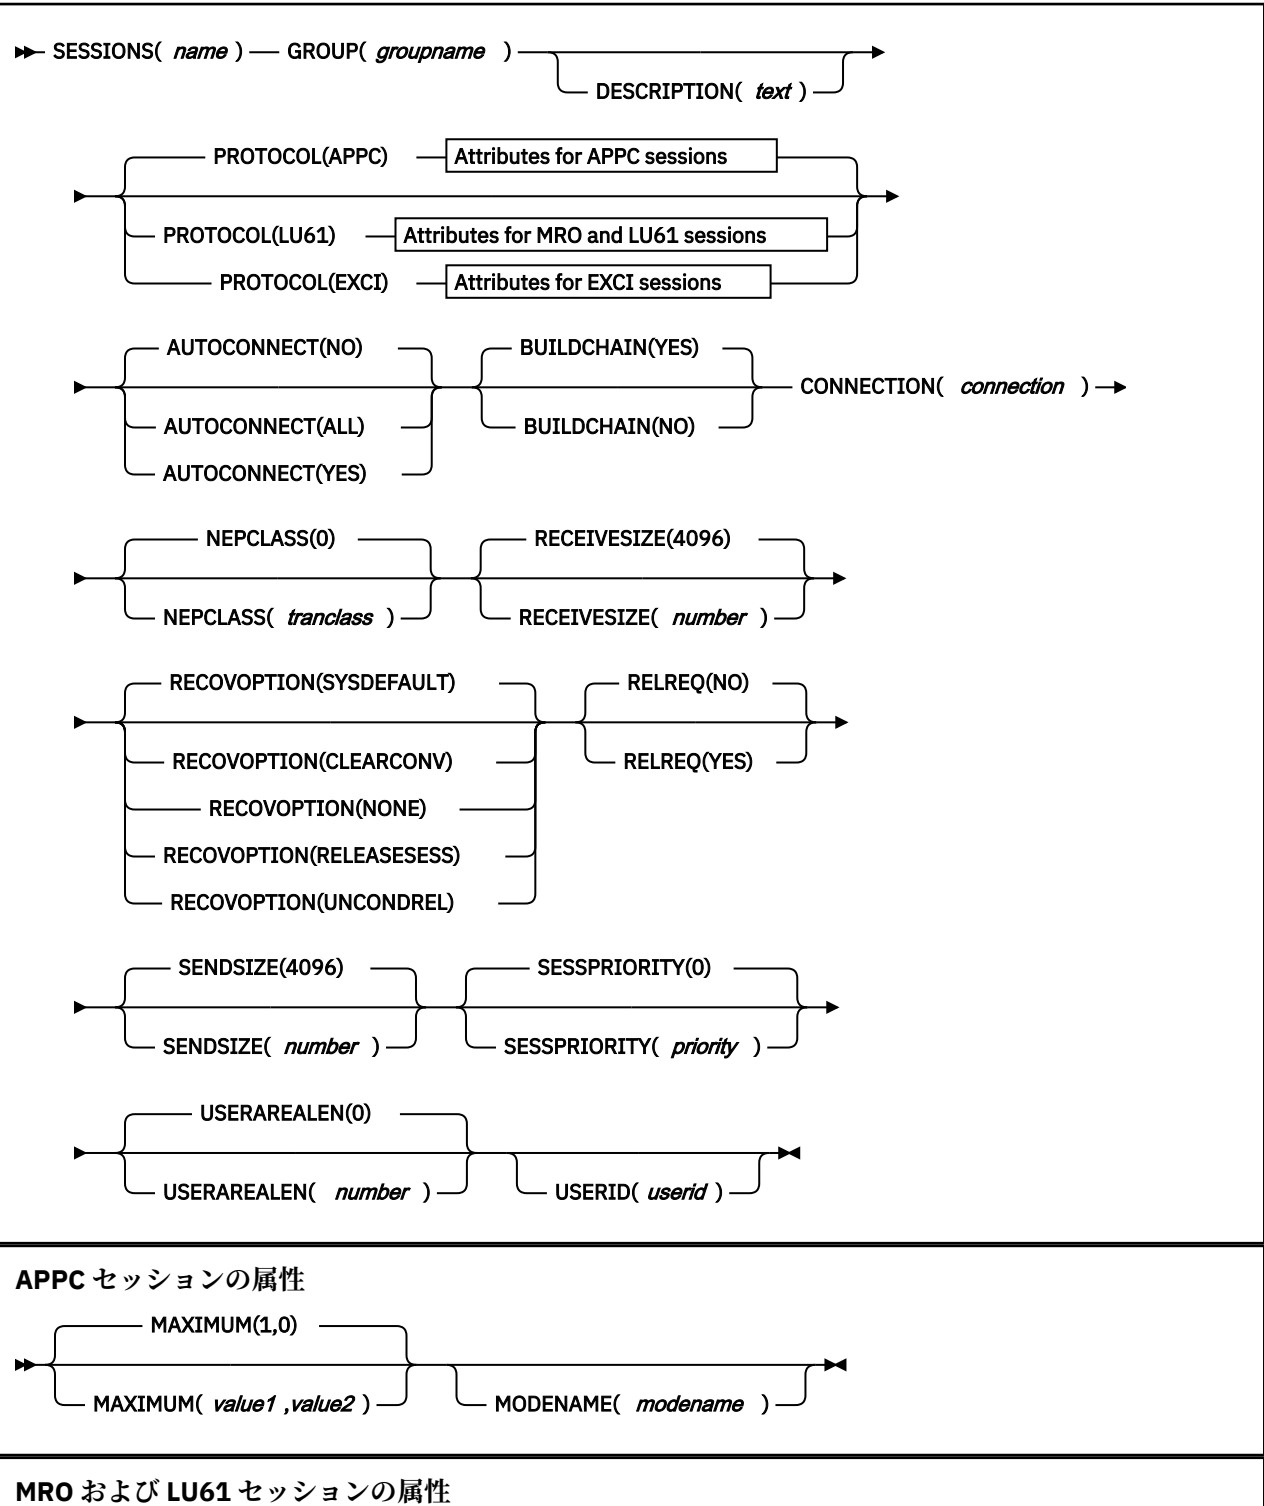 SESSIONS( name ) GROUP( groupname )
DESCRIPTION( text )
PROTOCOL(APPC) Attributes for APPC sessions
PROTOCOL(LU61) Attributes for MRO and LU61 sessions
PROTOCOL(EXCI) Attributes for EXCI sessions
AUTOCONNECT(NO) BUILDCHAIN(YES)
CONNECTION( connection )
AUTOCONNECT(ALL) BUILDCHAIN(NO)
AUTOCONNECT(YES)
NEPCLASS(0) RECEIVESIZE(4096)
NEPCLASS( tranclass ) RECEIVESIZE( number )
RECOVOPTION(SYSDEFAULT) RELREQ(NO)
RECOVOPTION(CLEARCONV) RELREQ(YES)
RECOVOPTION(NONE)
RECOVOPTION(RELEASESESS)
RECOVOPTION(UNCONDREL)
SENDSIZE(4096) SESSPRIORITY(0)
SENDSIZE( number ) SESSPRIORITY( priority )
USERAREALEN(0)
USERAREALEN( number ) USERID( userid )
APPC セッションの属性
MAXIMUM(1,0)
MAXIMUM( value1 ,value2 ) MODENAME( modename )
MRO および LU61 セッションの属性